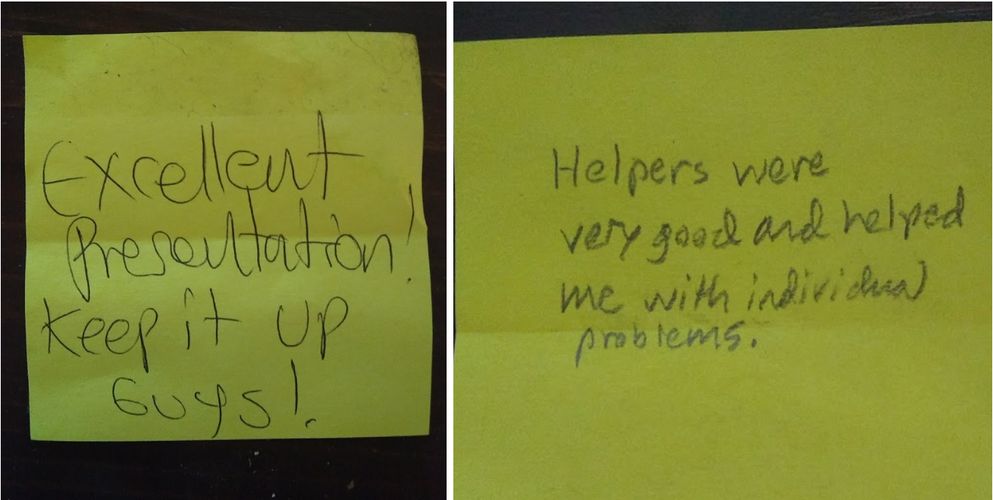 Excellent
Presentation!
Keep it up
Guys!
Helpers were
very good and helped
me with individual
problems.